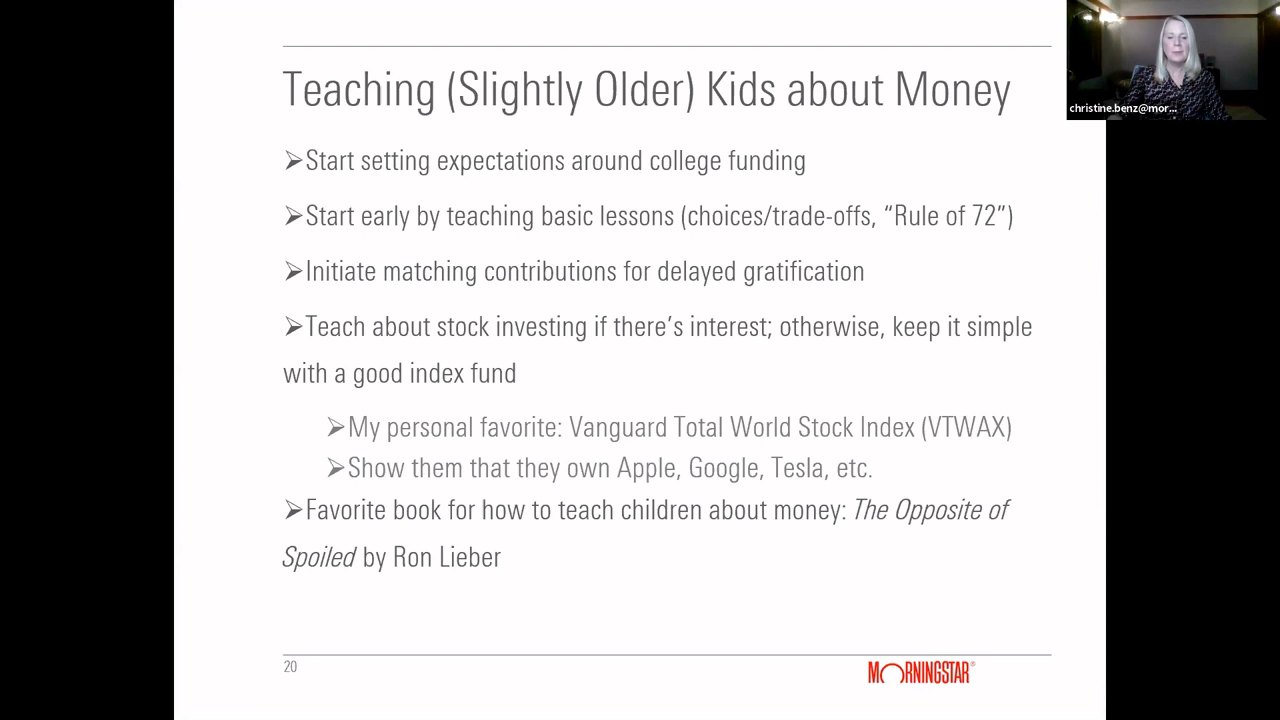 christine.benz@mor...
Teaching (Slightly Older) Kids about Money
➢Start setting expectations around college funding
➢Start early by teaching basic lessons (choices/trade-offs, “Rule of 72”)
➢Initiate matching contributions for delayed gratification
➢Teach about stock investing if there’s interest; otherwise, keep it simple
with a good index fund
➢My personal favorite: Vanguard Total World Stock Index (VTWAX)
➢Show them that they own Apple, Google, Tesla, etc.
➢Favorite book for how to teach children about money: The Opposite of
Spoiled by Ron Lieber
20
MORNINGSTAR®